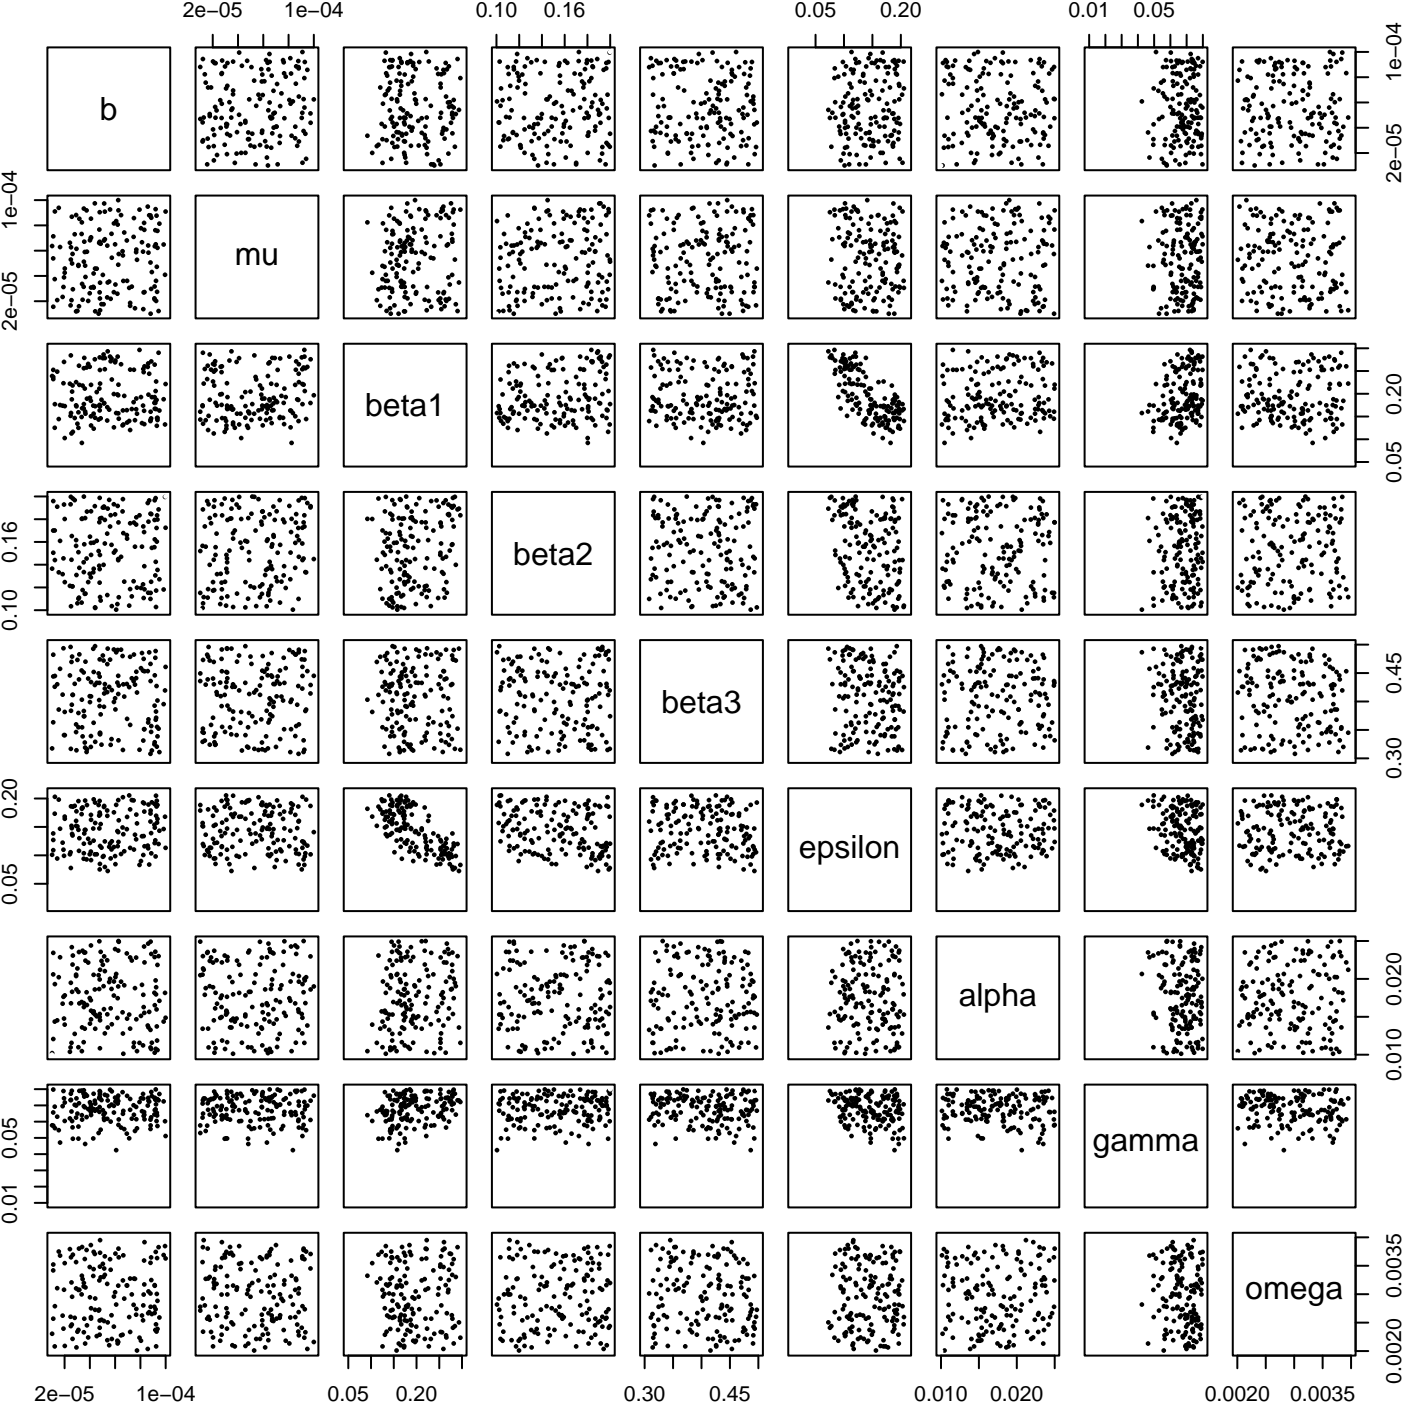 2e−05 1e−04 0.10 0.16 0.05 0.20 0.01 0.05
b 2e−05 1e−04
2e−05 1e−04 mu
beta1 0.05 0.20
0.10 0.16 beta2
beta3 0.30 0.45
0.05 0.20 epsilon
alpha 0.010 0.020
0.01 0.05 gamma
omega 0.0020 0.0035
2e−05 1e−04 0.05 0.20 0.30 0.45 0.010 0.020 0.0020 0.0035